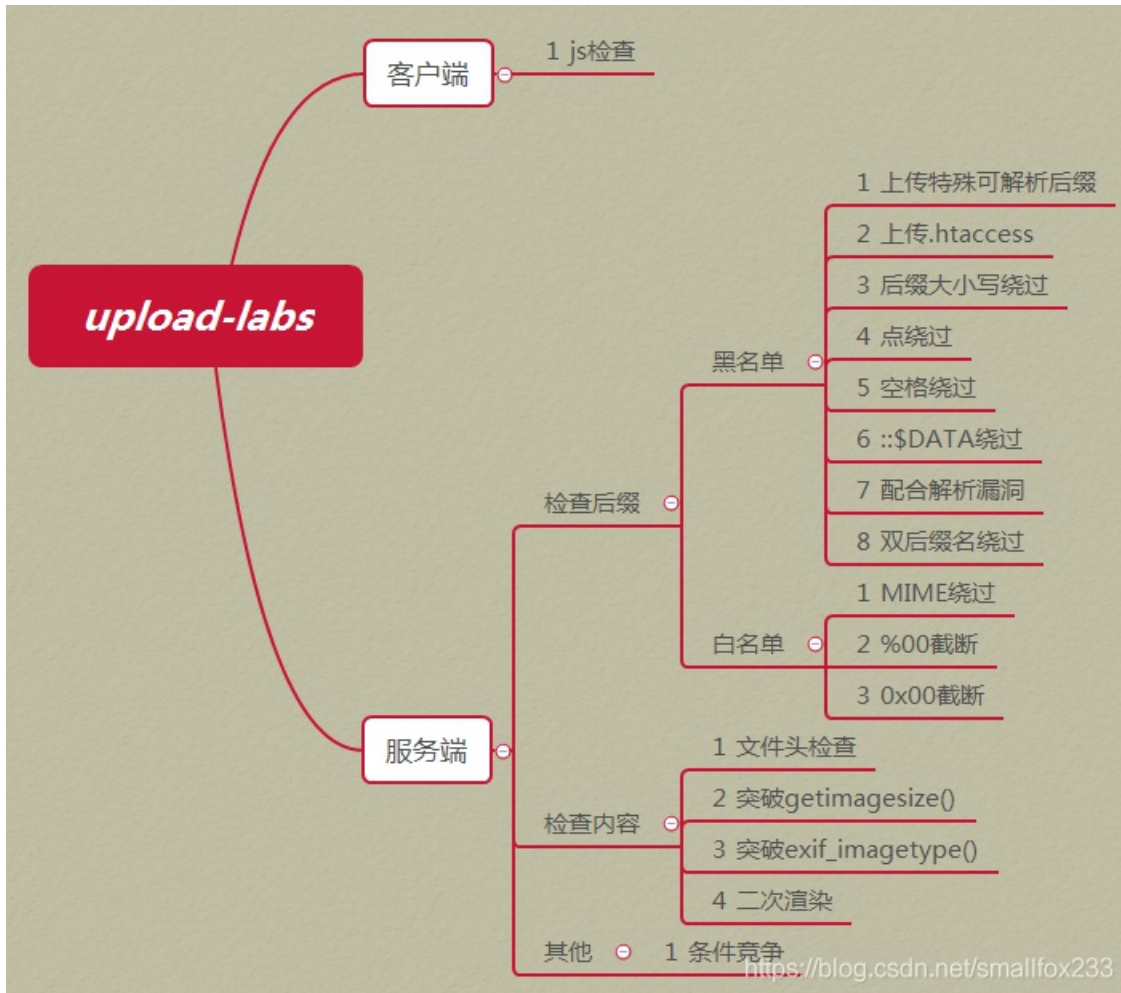 客户端
1 js检查
upload-labs
服务端
检查后缀
黑名单
1 上传特殊可解析后缀
2 上传.htaccess
3 后缀大小写绕过
4 点绕过
5 空格绕过
6 ::$DATA绕过
7 配合解析漏洞
8 双后缀名绕过
白名单
1 MIME绕过
2 %00截断
3 0x00截断
检查内容
1 文件头检查
2 突破getimagesize()
3 突破exif_imagetype()
4 二次渲染
其他
1 条件竞争
https://blog.csdn.net/smallfox233